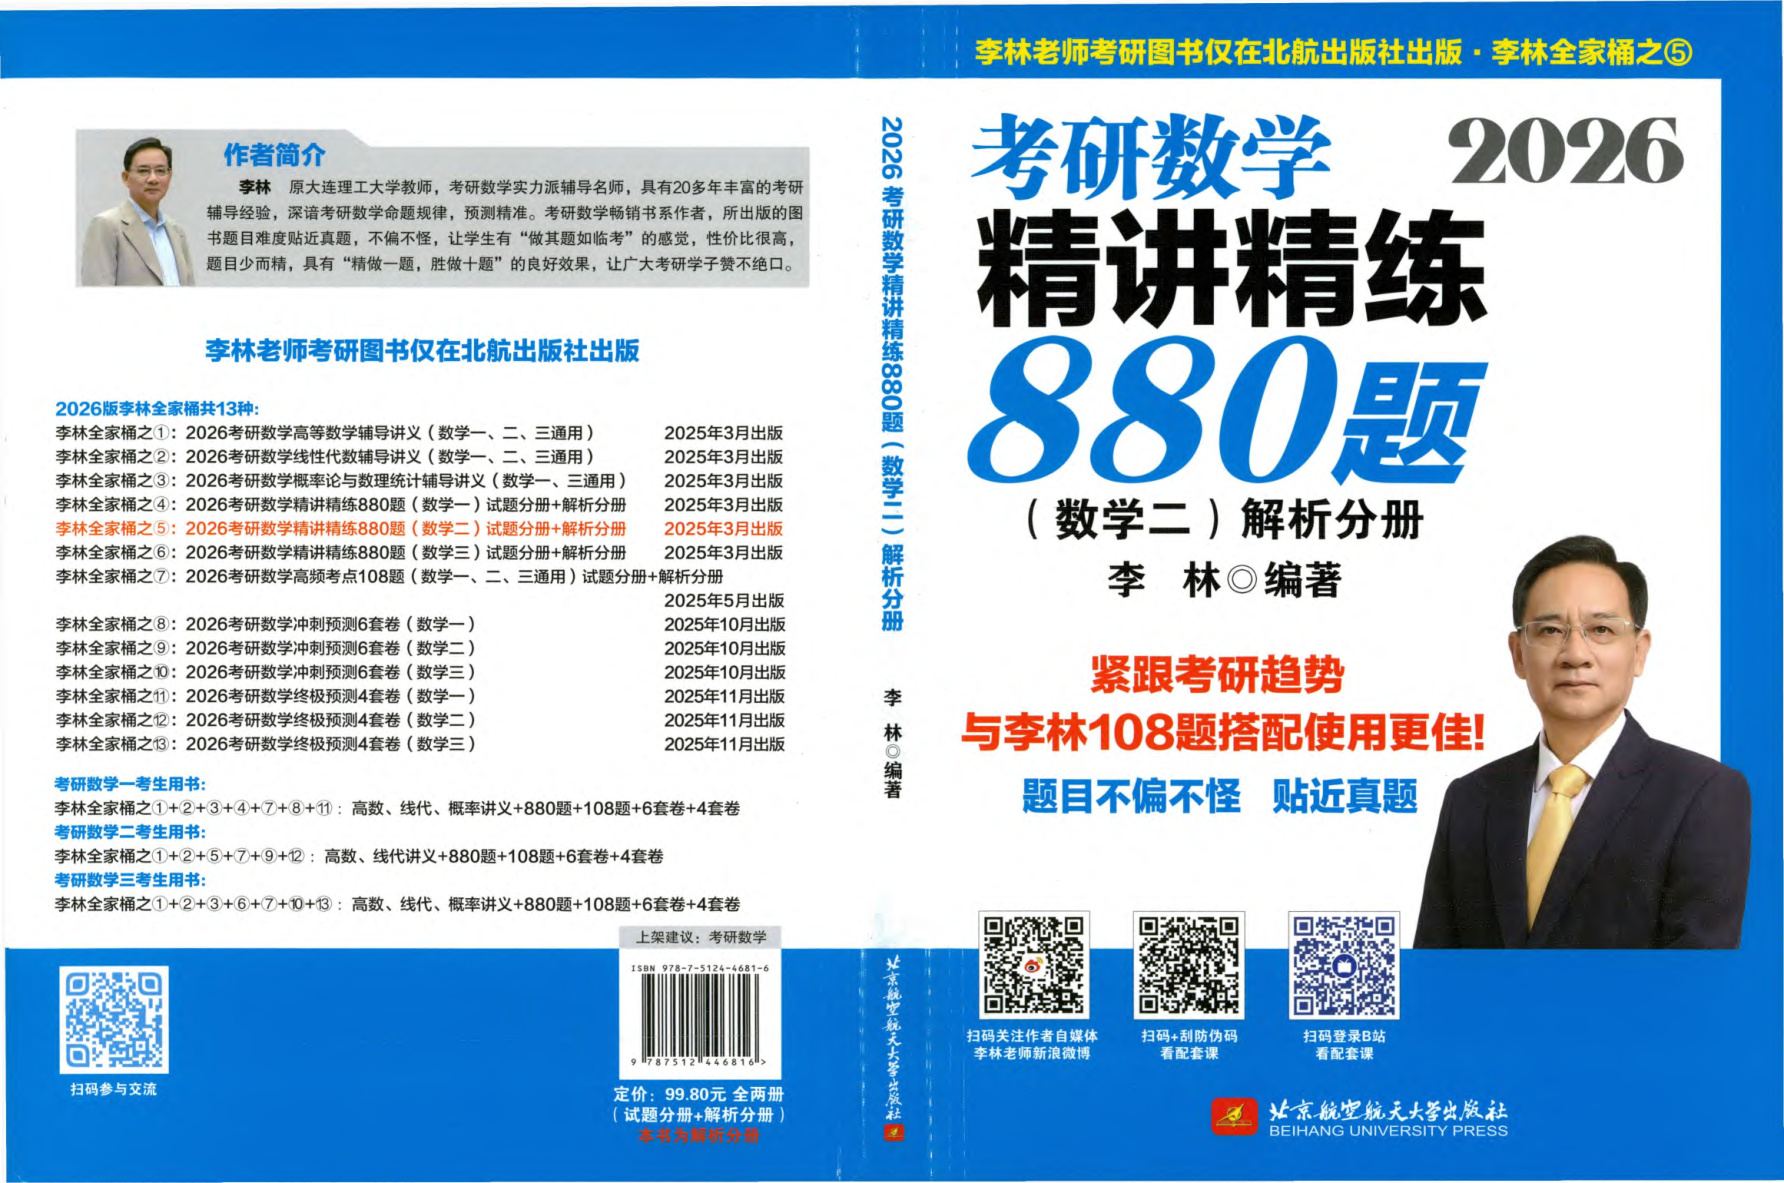 作者简介
李林 原大连理工大学教师，考研数学实力派辅导名师，具有20多年丰富的考研
辅导经验，深谙考研数学命题规律，预测精准。考研数学畅销书系作者，所出版的图
书题目难度贴近真题，不偏不怪，让学生有“做其题如临考”的感觉，性价比很高，
题目少而精，具有“精做一题，胜做十题”的良好效果，让广大考研学子赞不绝口。
李林老师考研图书仅在北航出版社出版
2026版李林全家桶共13种：
李林全家桶之①：2026考研数学高等数学辅导讲义（数学一、二、三通用） 2025年3月出版
李林全家桶之②：2026考研数学线性代数辅导讲义（数学一、二、三通用） 2025年3月出版
李林全家桶之③：2026考研数学概率论与数理统计辅导讲义（数学一、三通用） 2025年3月出版
李林全家桶之④：2026考研数学精讲精练880题（数学一）试题分册+解析分册 2025年3月出版
李林全家桶之⑤：2026考研数学精讲精练880题（数学二）试题分册+解析分册 2025年3月出版
李林全家桶之⑥：2026考研数学精讲精练880题（数学三）试题分册+解析分册 2025年3月出版
李林全家桶之⑦：2026考研数学高频考点108题（数学一、二、三通用）试题分册+解析分册
2025年5月出版
李林全家桶之⑧：2026考研数学冲刺预测6套卷（数学一） 2025年10月出版
李林全家桶之⑨：2026考研数学冲刺预测6套卷（数学二） 2025年10月出版
李林全家桶之⑩：2026考研数学冲刺预测6套卷（数学三） 2025年10月出版
李林全家桶之⑪：2026考研数学终极预测4套卷（数学一） 2025年11月出版
李林全家桶之⑫：2026考研数学终极预测4套卷（数学二） 2025年11月出版
李林全家桶之⑬：2026考研数学终极预测4套卷（数学三） 2025年11月出版
考研数学一考生用书：
李林全家桶之①+②+③+④+⑦+⑧+⑪：高数、线代、概率讲义+880题+108题+6套卷+4套卷
考研数学二考生用书：
李林全家桶之①+②+⑤+⑦+⑨+⑫：高数、线代讲义+880题+108题+6套卷+4套卷
考研数学三考生用书：
李林全家桶之①+②+③+⑥+⑦+⑩+⑬：高数、线代、概率讲义+880题+108题+6套卷+4套卷
上架建议：考研数学
ISBN 978-7-5124-4681-6
9 787512 446816 >
扫码参与交流
定价：99.80元 全两册
（试题分册+解析分册）
本书为解析分册
2026 考研数学精讲精练880题（数学二）解析分册
李 林◎编著
北京航空航天大学出版社
李林老师考研图书仅在北航出版社出版·李林全家桶之⑤
考研数学 2026
精讲精练
880题
（数学二）解析分册
李 林◎编著
紧跟考研趋势
与李林108题搭配使用更佳！
题目不偏不怪 贴近真题
扫码关注作者自媒体
李林老师新浪微博
扫码+刮防伪码
看配套课
扫码登录B站
看配套课
北京航空航天大学出版社
BEIHANG UNIVERSITY PRESS